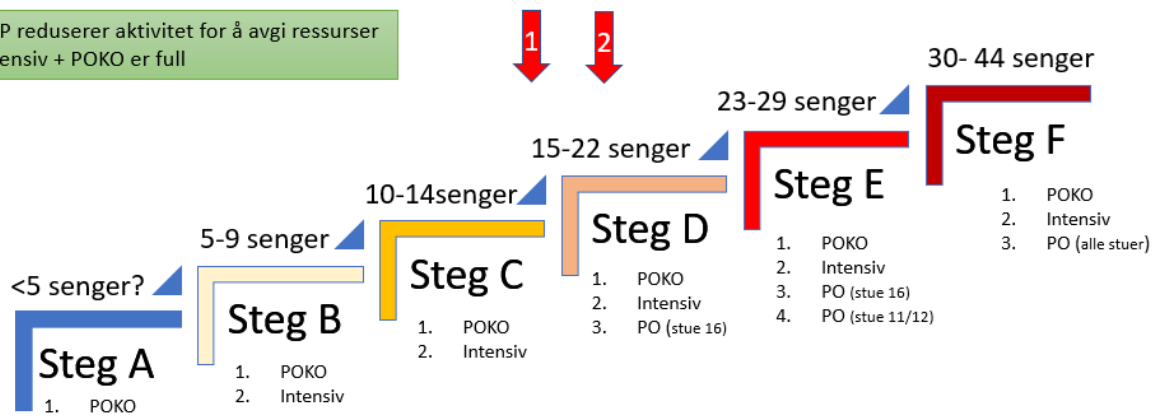 P reduserer aktivitet for å avgi ressurser
ensiv + POKO er full
1
2
<5 senger?
Steg A
1. POKO
5-9 senger
Steg B
1. POKO
2. Intensiv
10-14senger
Steg C
1. POKO
2. Intensiv
15-22 senger
Steg D
1. POKO
2. Intensiv
3. PO (stue 16)
23-29 senger
Steg E
1. POKO
2. Intensiv
3. PO (stue 16)
4. PO (stue 11/12)
30- 44 senger
Steg F
1. POKO
2. Intensiv
3. PO (alle stuer)